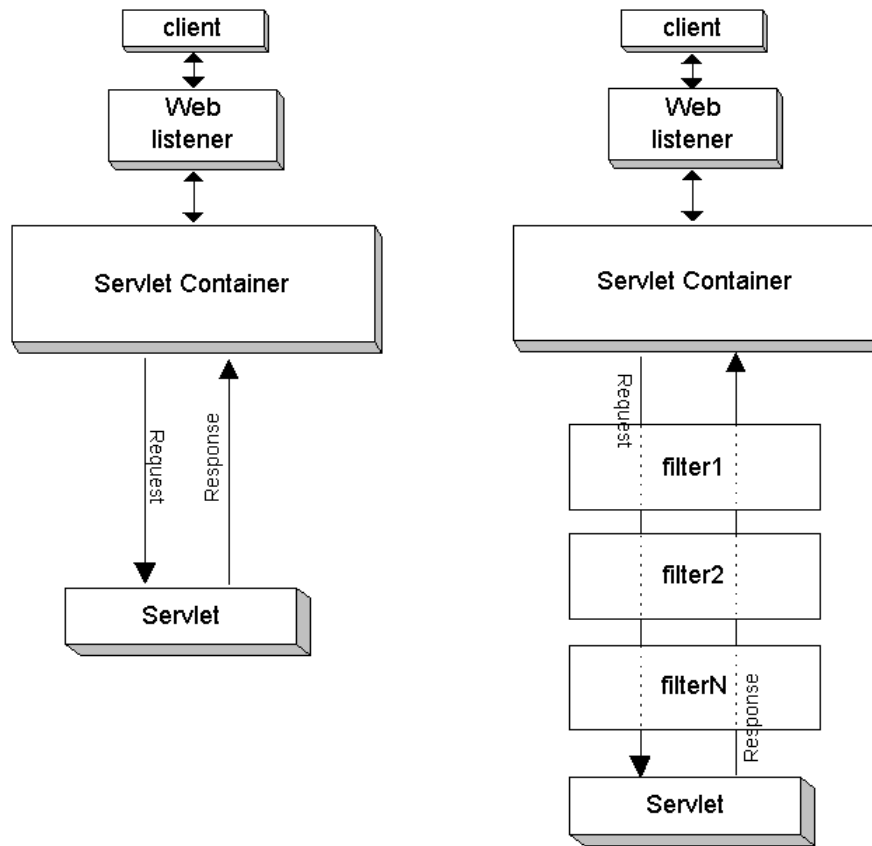 client
Web
listener
Servlet Container
Request
Response
Servlet
client
Web
listener
Servlet Container
Request
filter1
filter2
filterN
Response
Servlet